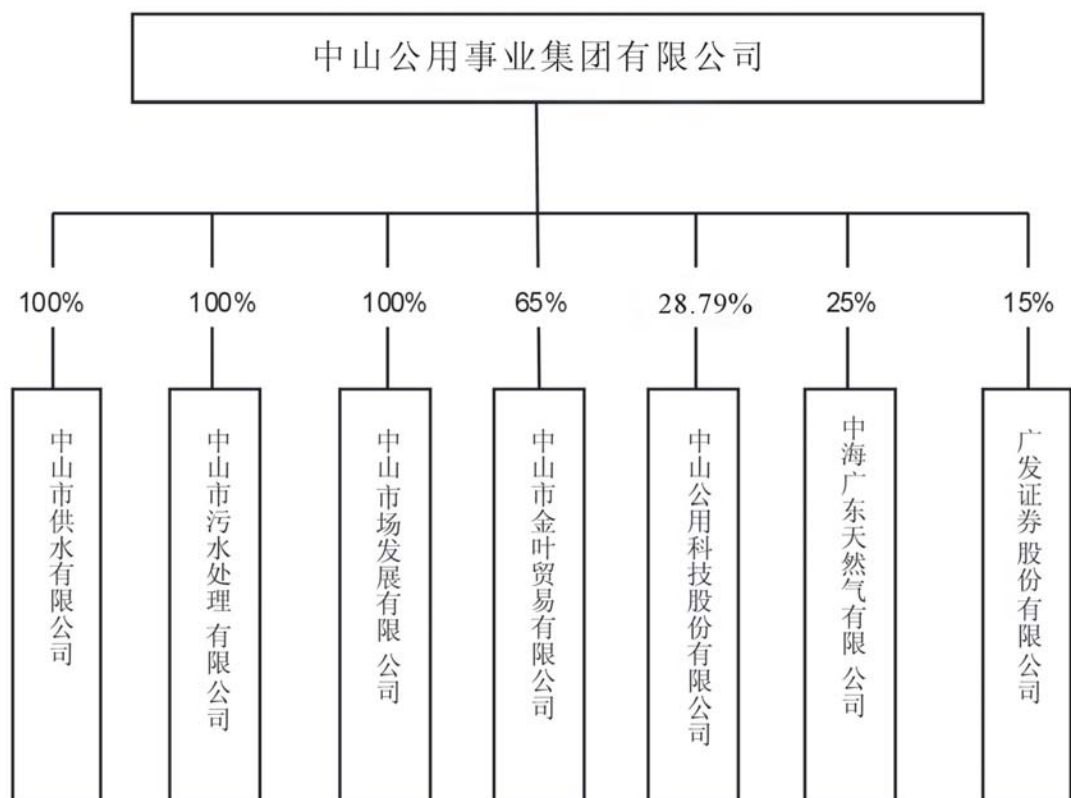 中山公用事业集团有限公司
100%
100%
100%
65%
28.79%
25%
15%
中山市供水有限公司
中山市污水处理有限公司
中山市场发展有限公司
中山市金叶贸易有限公司
中山公用科技股份有限公司
中海广东天然气有限公司
广发证券股份有限公司